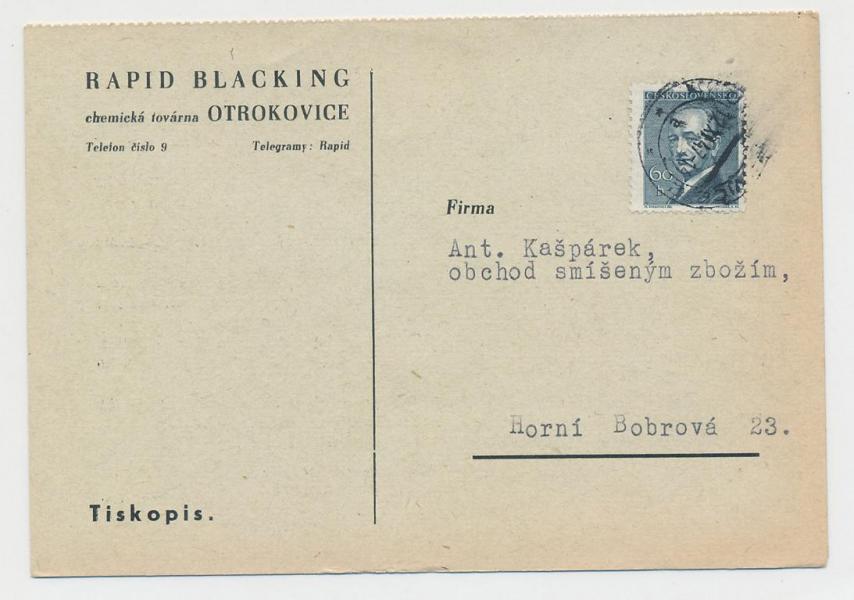 RAPID BLACKING
chemická továrna OTROKOVICE
Telefon číslo 9 Telegramy: Rapid
ČESKOSLOVENSKO
60
h
Firma
Ant. Kašpárek,
obchod smíšeným zbožím,
Horní Bobrová 23.
Tiskopis.